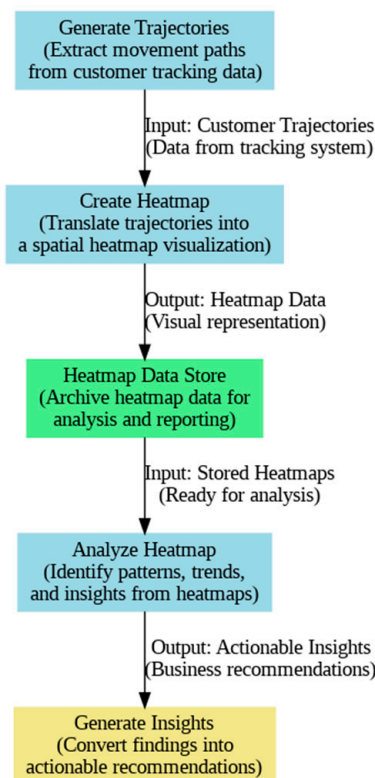 Generate Trajectories
(Extract movement paths
from customer tracking data)
Input: Customer Trajectories
(Data from tracking system)
Create Heatmap
(Translate trajectories into
a spatial heatmap visualization)
Output: Heatmap Data
(Visual representation)
Heatmap Data Store
(Archive heatmap data for
analysis and reporting)
Input: Stored Heatmaps
(Ready for analysis)
Analyze Heatmap
(Identify patterns, trends,
and insights from heatmaps)
Output: Actionable Insights
(Business recommendations)
Generate Insights
(Convert findings into
actionable recommendations)